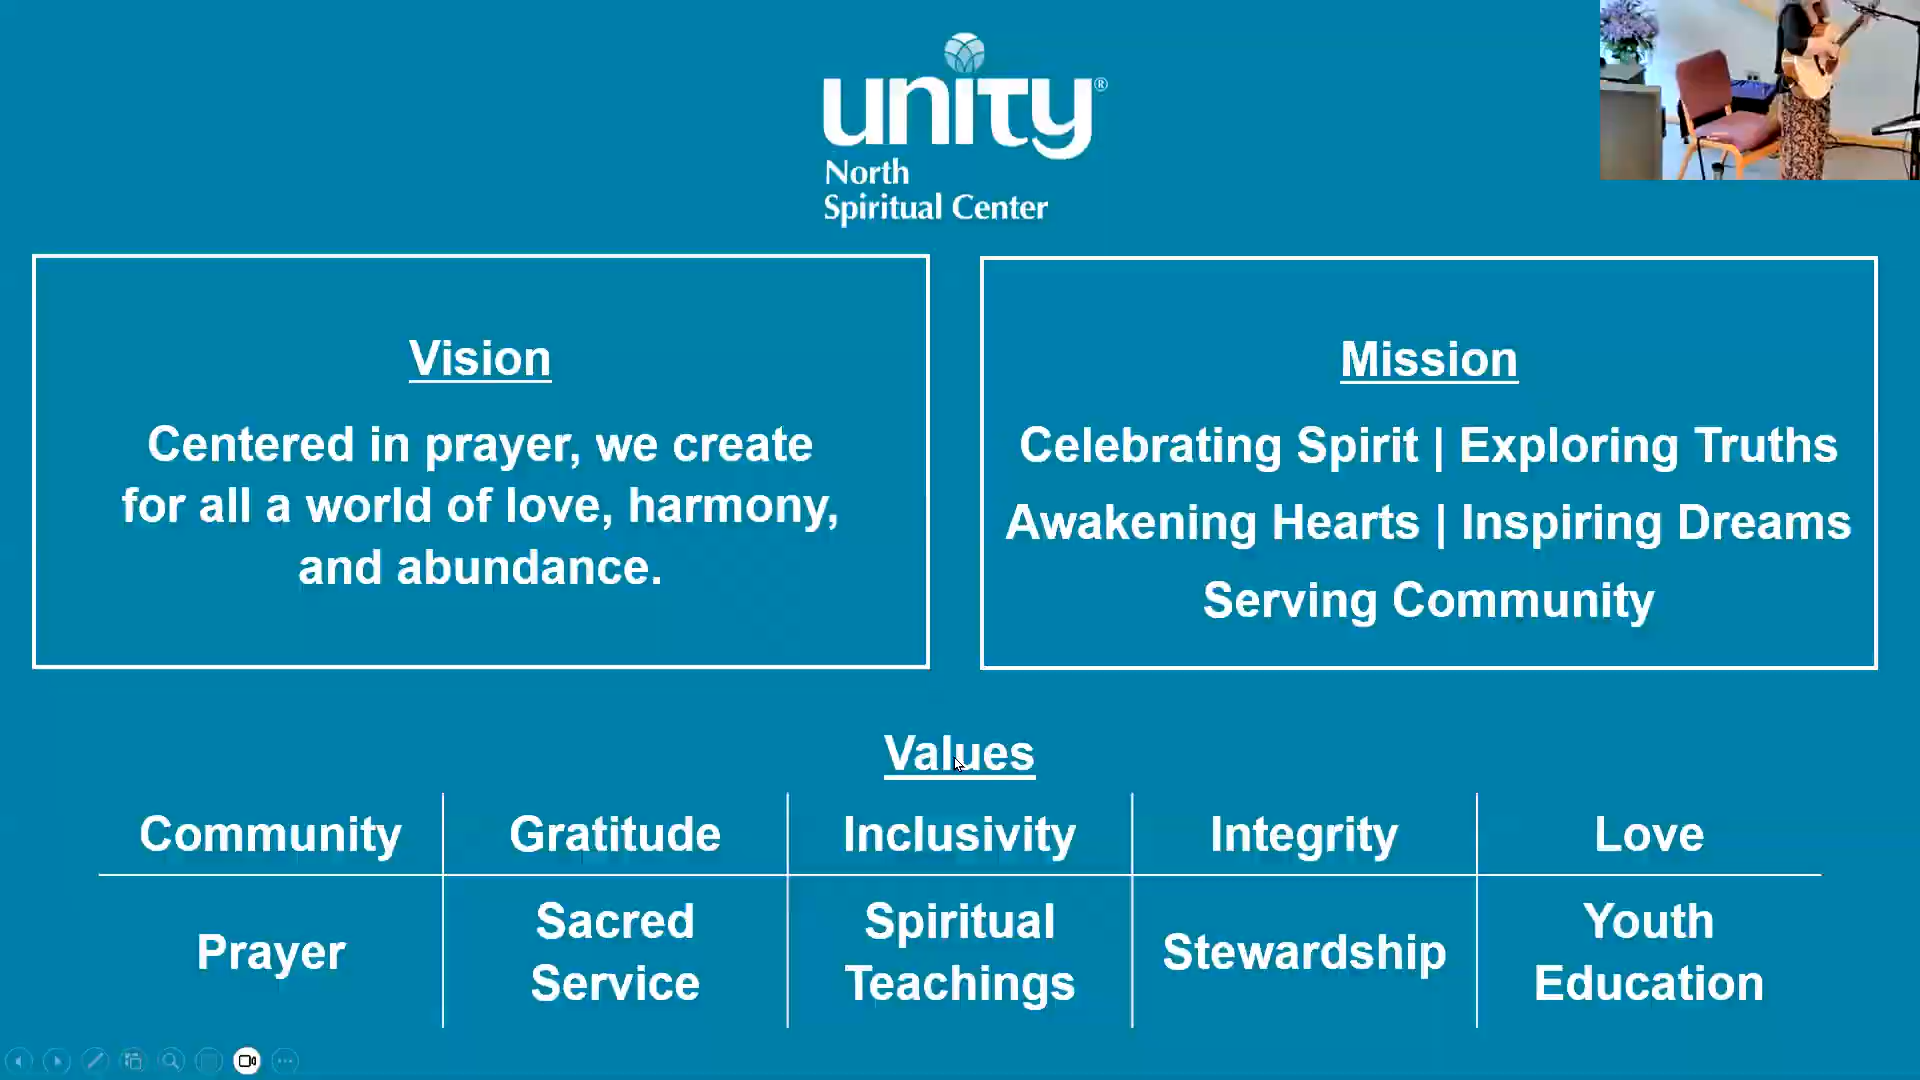 unity®
North
Spiritual Center
Vision
Centered in prayer, we create
for all a world of love, harmony,
and abundance.
Mission
Celebrating Spirit | Exploring Truths
Awakening Hearts | Inspiring Dreams
Serving Community
Values
Community Gratitude Inclusivity Integrity Love
Prayer Sacred Service Spiritual Teachings Stewardship Youth Education